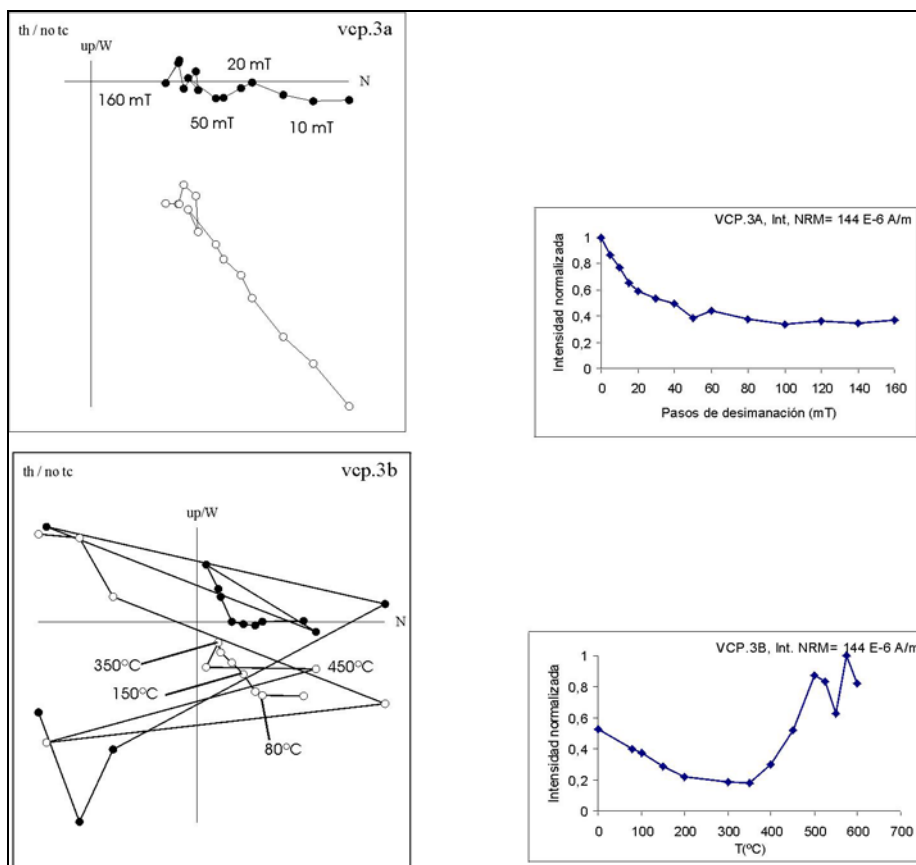 th / no tc
vcp.3a
up/W
20 mT
N
160 mT
50 mT
10 mT
VCP.3A, Int, NRM= 144 E-6 A/m
Intensidad normalizada
1
0,8
0,6
0,4
0,2
0
0 20 40 60 80 100 120 140 160
Pasos de desimanación (mT)
th / no tc
vcp.3b
up/W
N
350°C
450°C
150°C
80°C
VCP.3B, Int. NRM= 144 E-6 A/m
Intensidad normalizada
1
0,8
0,6
0,4
0,2
0
0 100 200 300 400 500 600 700
T(°C)